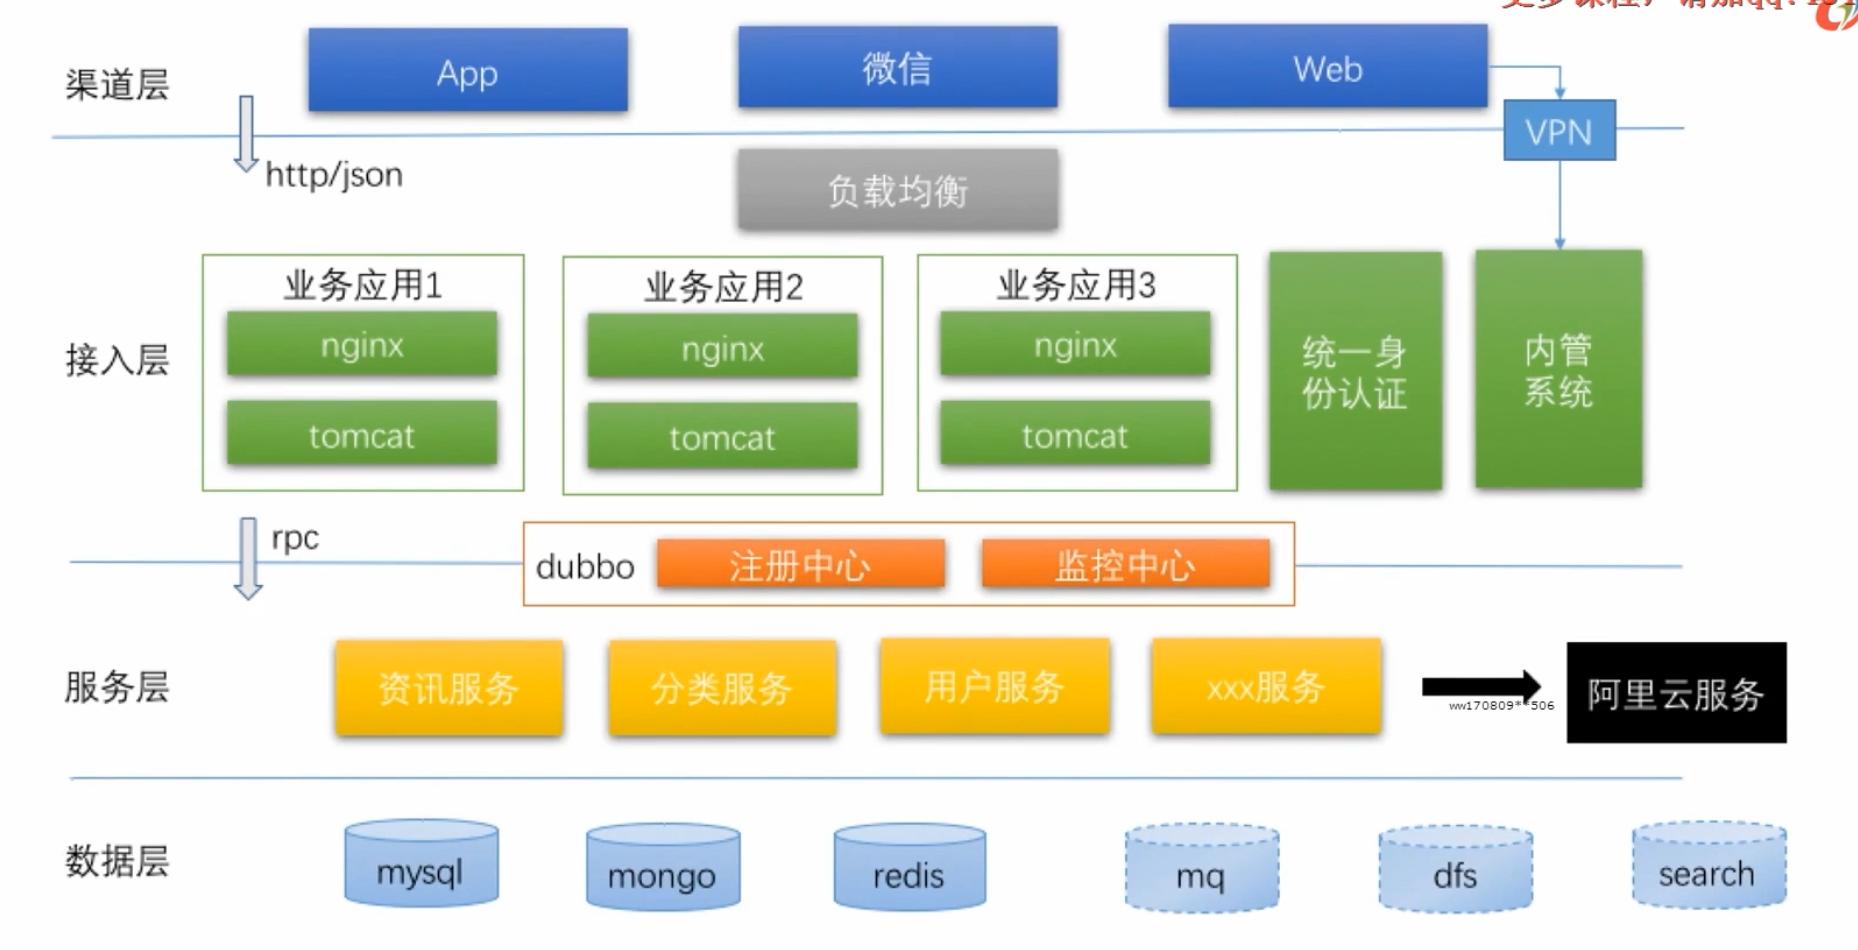 渠道层
App
微信
Web
VPN
http/json
负载均衡
接入层
业务应用1
nginx
tomcat
业务应用2
nginx
tomcat
业务应用3
nginx
tomcat
统一身
份认证
内管
系统
rpc
dubbo
注册中心
监控中心
服务层
资讯服务
分类服务
用户服务
xxx服务
ww170809**506
阿里云服务
数据层
mysql
mongo
redis
mq
dfs
search